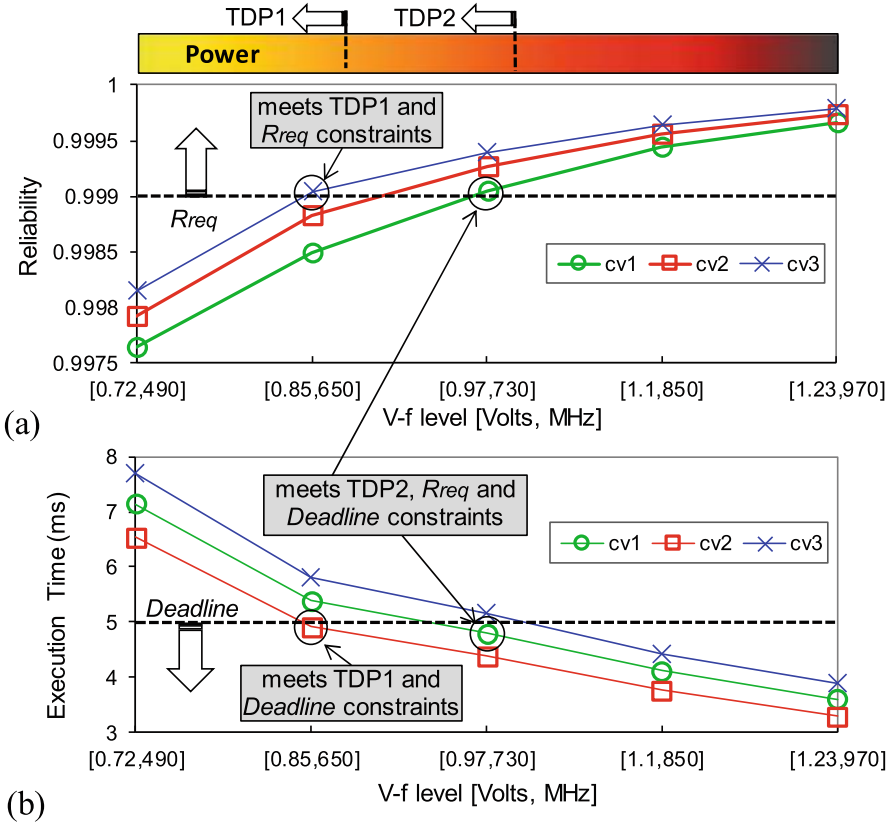 TDP1
TDP2
Power
1
0.9995
0.999
0.9985
0.998
0.9975
Reliability
meets TDP1 and
Rreq constraints
Rreq
cv1 cv2 cv3
[0.72,490] [0.85,650] [0.97,730] [1.1,850] [1.23,970]
V-f level [Volts, MHz]
(a)
8
7
6
5
4
3
Execution Time (ms)
meets TDP2, Rreq and
Deadline constraints
cv1 cv2 cv3
Deadline
meets TDP1 and
Deadline constraints
[0.72,490] [0.85,650] [0.97,730] [1.1,850] [1.23,970]
V-f level [Volts, MHz]
(b)